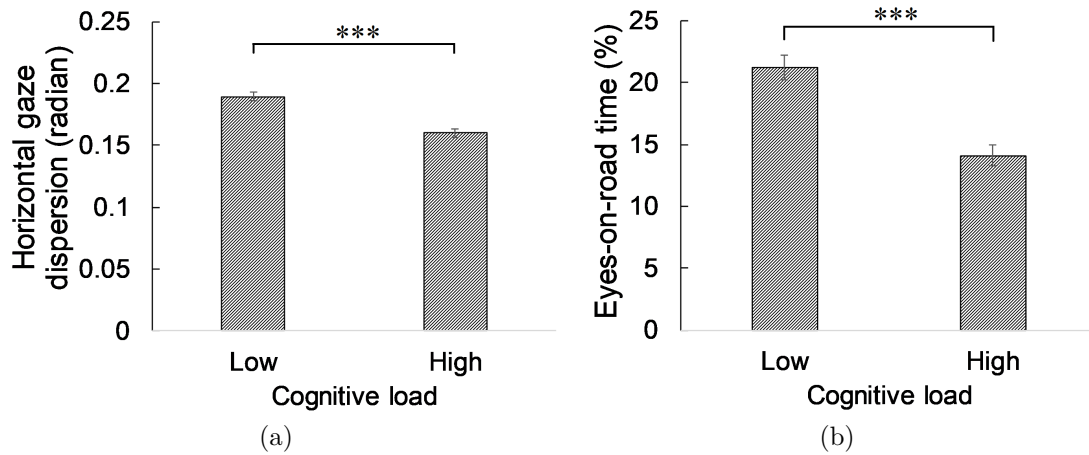 Horizontal gaze
dispersion (radian)
0.25
0.2
0.15
0.1
0.05
0
***
Low
High
Cognitive load
(a)
Eyes-on-road time (%)
25
20
15
10
5
0
***
Low
High
Cognitive load
(b)